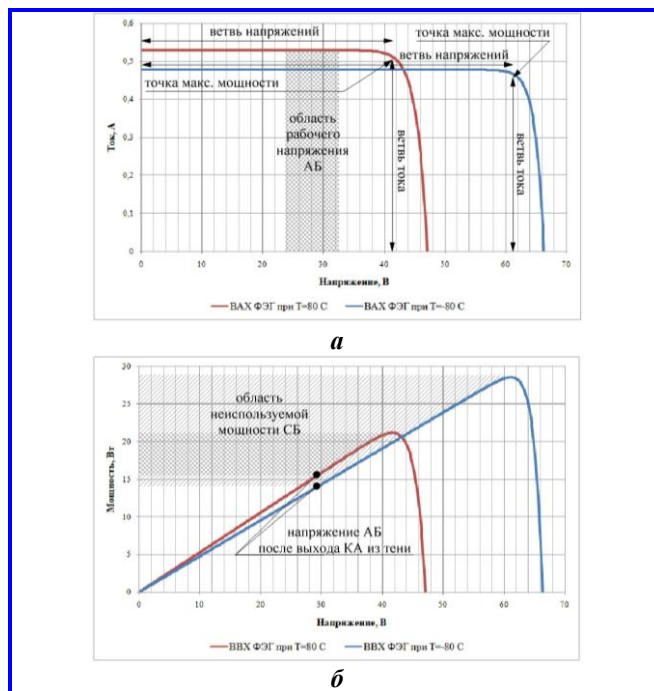 ветвь напряжений
точка макс. мощности
ветвь напряжений
точка макс. мощности
область
рабочего
напряжения
АБ
ветвь тока
ветвь тока
Ток, А
0,6
0,5
0,4
0,3
0,2
0,1
0
0 10 20 30 40 50 60 70
Напряжение, В
ВАХ ФЭГ при Т=80 С ВАХ ФЭГ при Т=-80 С
а
область
неиспользуемой
мощности СБ
напряжение АБ
после выхода КА из тени
Мощность, Вт
30
25
20
15
10
5
0
0 10 20 30 40 50 60 70
Напряжение, В
ВВХ ФЭГ при Т=80 С ВВХ ФЭГ при Т=-80 С
б